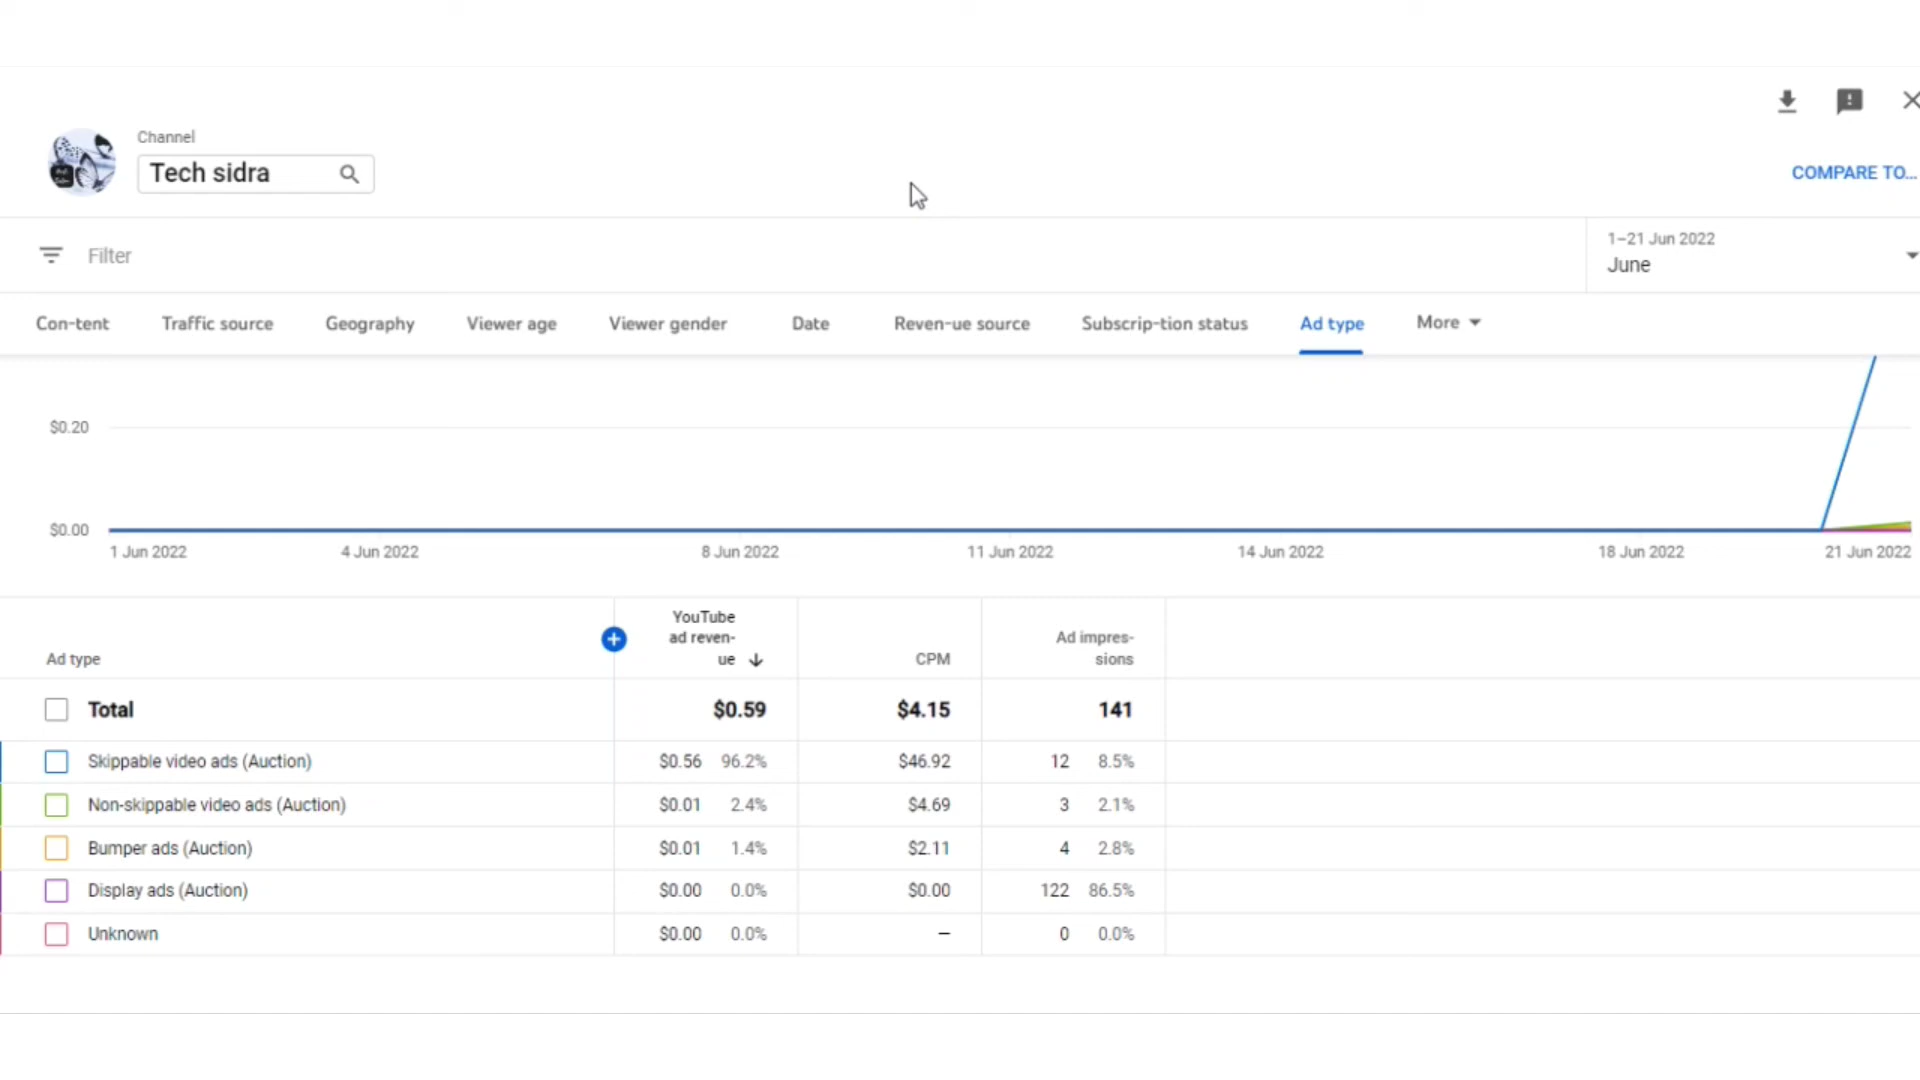 Channel
Tech sidra
COMPARE TO...
Filter
1–21 Jun 2022
June
Con-tent Traffic source Geography Viewer age Viewer gender Date Reven-ue source Subscrip-tion status Ad type More
$0.20
$0.00
1 Jun 2022 4 Jun 2022 8 Jun 2022 11 Jun 2022 14 Jun 2022 18 Jun 2022 21 Jun 2022
Ad type
YouTube
ad reven-
ue
CPM
Ad impres-
sions
Total $0.59 $4.15 141
Skippable video ads (Auction) $0.56 96.2% $46.92 12 8.5%
Non-skippable video ads (Auction) $0.01 2.4% $4.69 3 2.1%
Bumper ads (Auction) $0.01 1.4% $2.11 4 2.8%
Display ads (Auction) $0.00 0.0% $0.00 122 86.5%
Unknown $0.00 0.0% — 0 0.0%